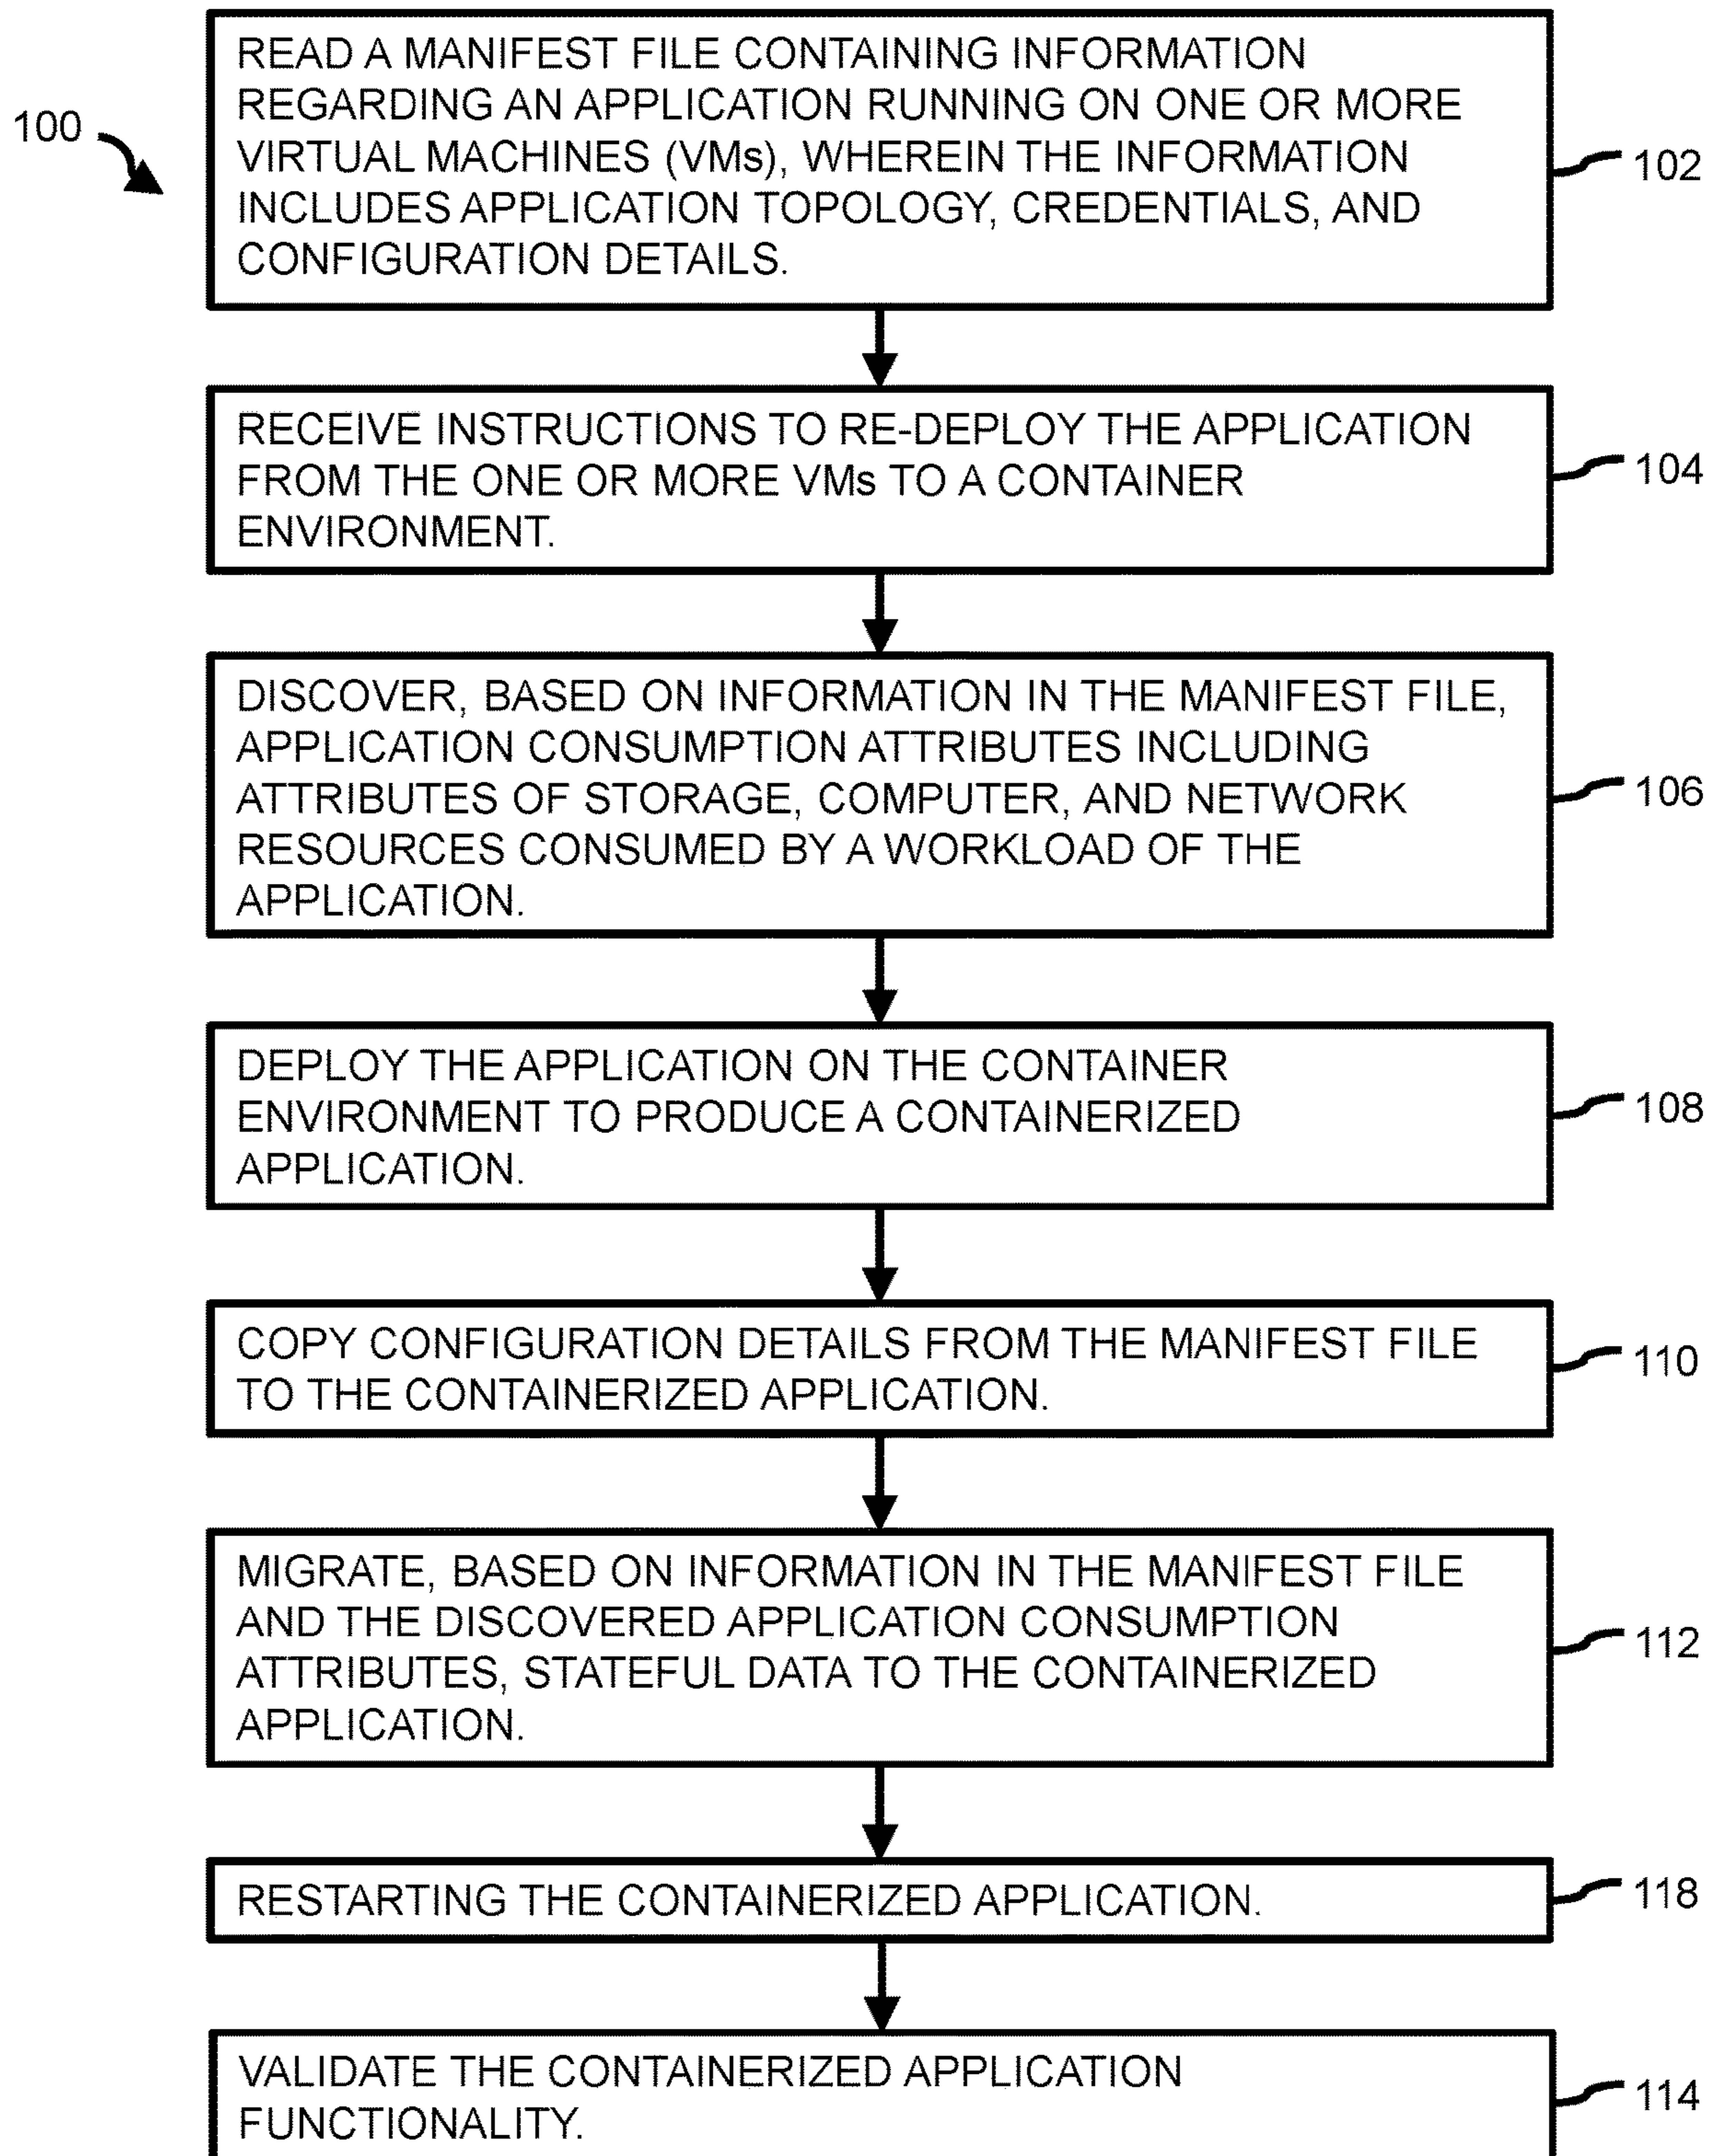 READ A MANIFEST FILE CONTAINING INFORMATION
REGARDING AN APPLICATION RUNNING ON ONE OR MORE
VIRTUAL MACHINES (VMs), WHEREIN THE INFORMATION
INCLUDES APPLICATION TOPOLOGY, CREDENTIALS, AND
CONFIGURATION DETAILS.
100
102
RECEIVE INSTRUCTIONS TO RE-DEPLOY THE APPLICATION
FROM THE ONE OR MORE VMs TO A CONTAINER
ENVIRONMENT.
104
DISCOVER, BASED ON INFORMATION IN THE MANIFEST FILE,
APPLICATION CONSUMPTION ATTRIBUTES INCLUDING
ATTRIBUTES OF STORAGE, COMPUTER, AND NETWORK
RESOURCES CONSUMED BY A WORKLOAD OF THE
APPLICATION.
106
DEPLOY THE APPLICATION ON THE CONTAINER
ENVIRONMENT TO PRODUCE A CONTAINERIZED
APPLICATION.
108
COPY CONFIGURATION DETAILS FROM THE MANIFEST FILE
TO THE CONTAINERIZED APPLICATION.
110
MIGRATE, BASED ON INFORMATION IN THE MANIFEST FILE
AND THE DISCOVERED APPLICATION CONSUMPTION
ATTRIBUTES, STATEFUL DATA TO THE CONTAINERIZED
APPLICATION.
112
RESTARTING THE CONTAINERIZED APPLICATION.
118
VALIDATE THE CONTAINERIZED APPLICATION
FUNCTIONALITY.
114